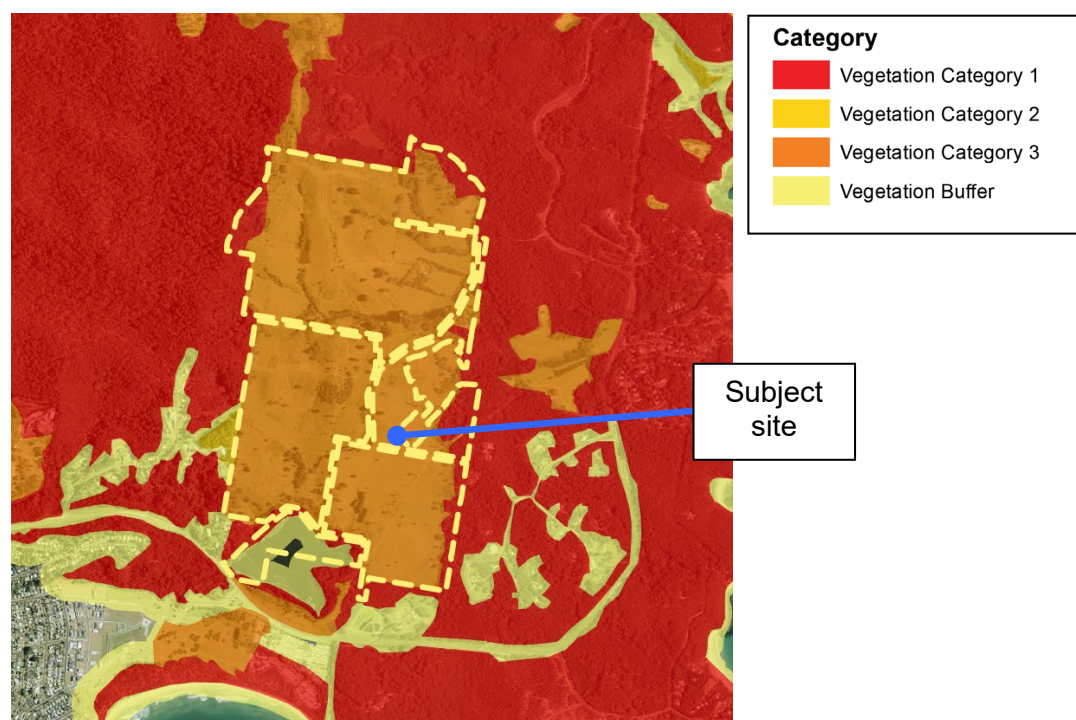 Category
Vegetation Category 1
Vegetation Category 2
Vegetation Category 3
Vegetation Buffer
Subject
site